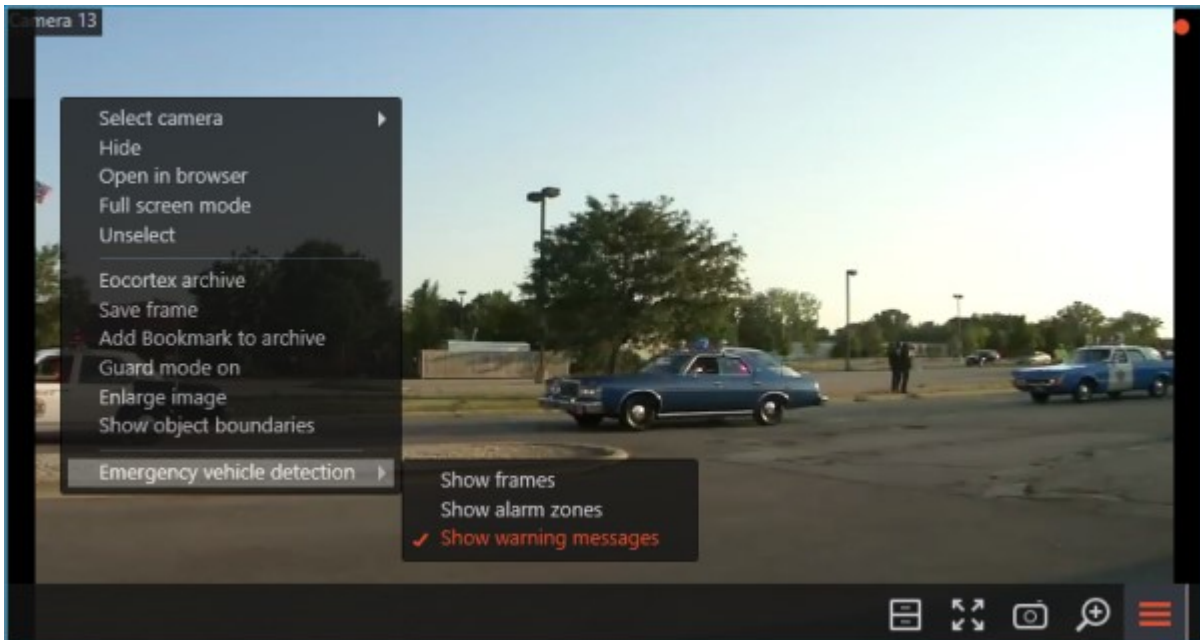 Camera 13
Select camera
Hide
Open in browser
Full screen mode
Unselect
Eocortex archive
Save frame
Add Bookmark to archive
Guard mode on
Enlarge image
Show object boundaries
Emergency vehicle detection
Show frames
Show alarm zones
Show warning messages